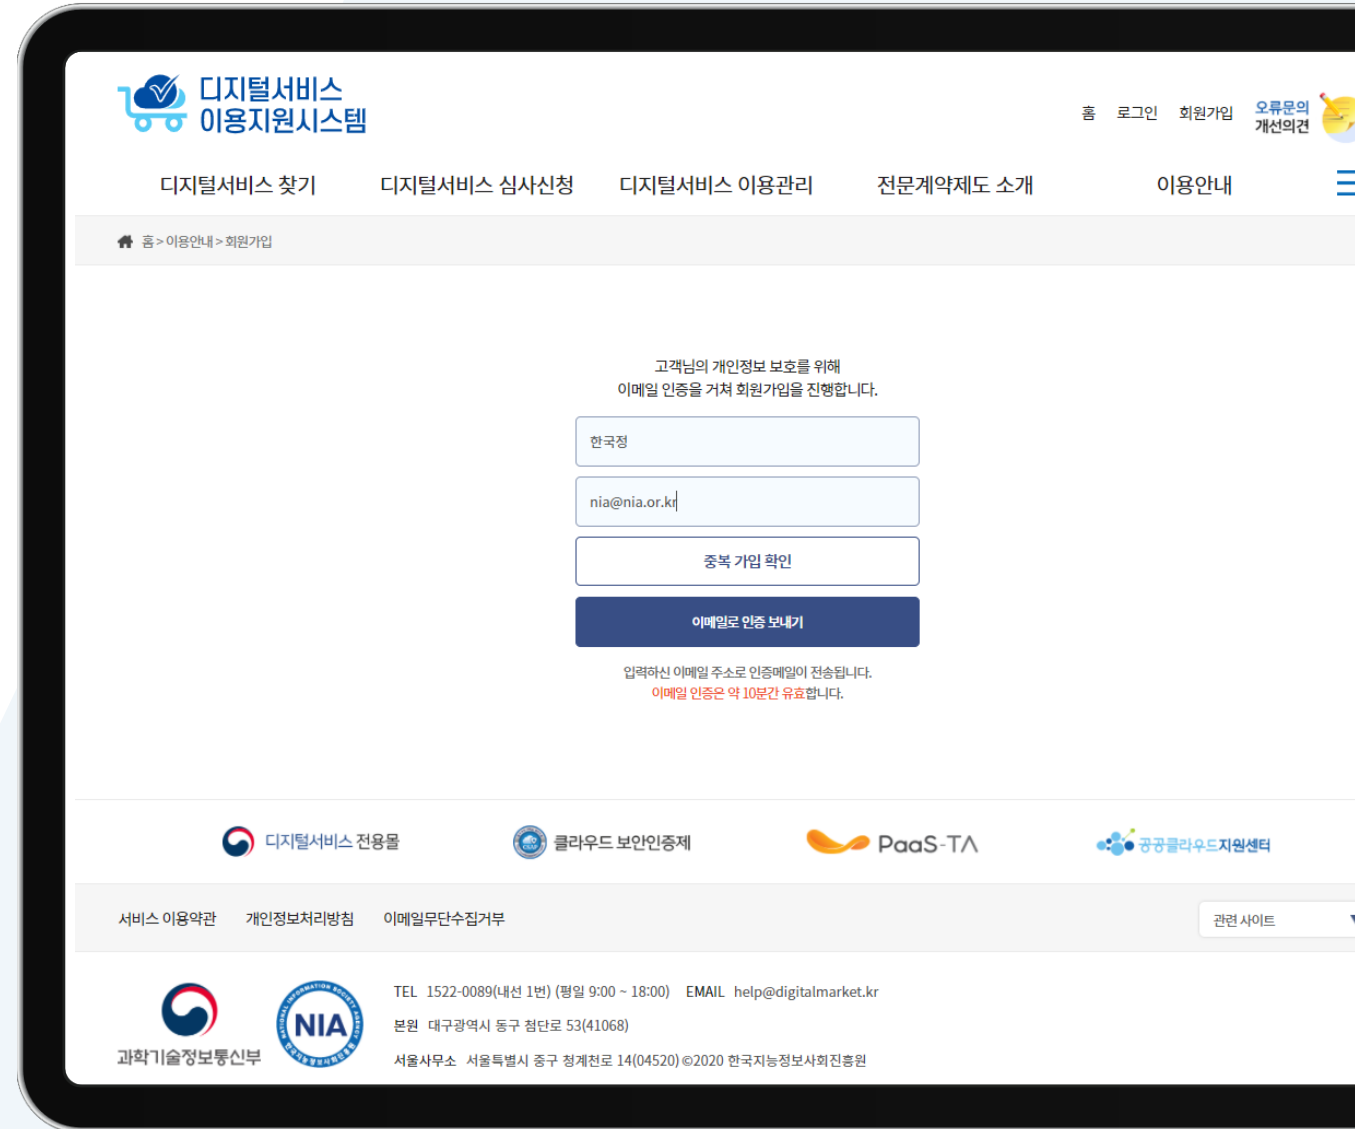 디지털서비스
이용지원시스템
홈 로그인 회원가입 오류문의
개선의견
디지털서비스 찾기 디지털서비스 심사신청 디지털서비스 이용관리 전문계약제도 소개 이용안내
홈 > 이용안내 > 회원가입
고객님의 개인정보 보호를 위해
이메일 인증을 거쳐 회원가입을 진행합니다.
한국정
nia@nia.or.kr
중복 가입 확인
이메일로 인증 보내기
입력하신 이메일 주소로 인증메일이 전송됩니다.
이메일 인증은 약 10분간 유효합니다.
디지털서비스 전용몰 클라우드 보안인증제 PaaS-TA 공공클라우드지원센터
서비스 이용약관 개인정보처리방침 이메일무단수집거부 관련 사이트
과학기술정보통신부
NATIONAL INFORMATION SOCIETY AGENCY
NIA
한국지능정보사회진흥원
TEL 1522-0089(내선 1번) (평일 9:00 ~ 18:00) EMAIL help@digitalmarket.kr
본원 대구광역시 동구 첨단로 53(41068)
서울사무소 서울특별시 중구 청계천로 14(04520) ©2020 한국지능정보사회진흥원